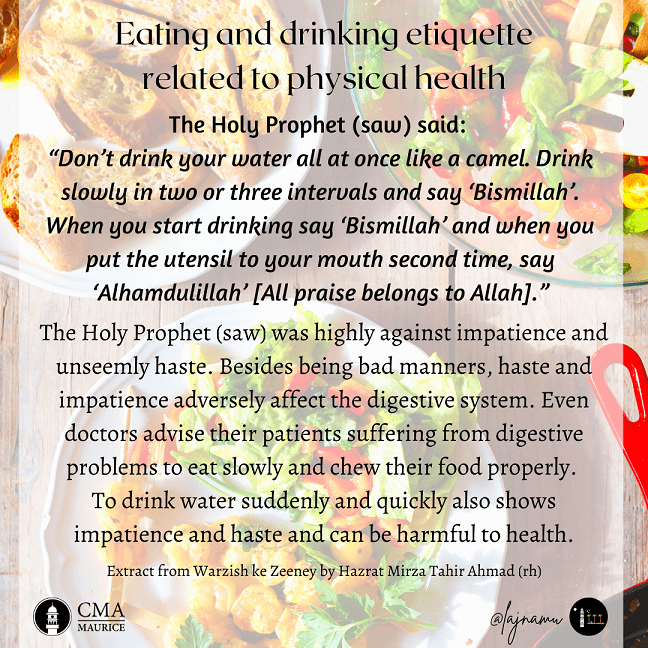 Eating and drinking etiquette
related to physical health
The Holy Prophet (saw) said:
“Don’t drink your water all at once like a camel. Drink
slowly in two or three intervals and say ‘Bismillah’.
When you start drinking say ‘Bismillah’ and when you
put the utensil to your mouth second time, say
‘Alhamdulillah’ [All praise belongs to Allah].”
The Holy Prophet (saw) was highly against impatience and
unseemly haste. Besides being bad manners, haste and
impatience adversely affect the digestive system. Even
doctors advise their patients suffering from digestive
problems to eat slowly and chew their food properly.
To drink water suddenly and quickly also shows
impatience and haste and can be harmful to health.
Extract from Warzish ke Zeeney by Hazrat Mirza Tahir Ahmad (rh)
CMA
MAURICE
@lajnamu